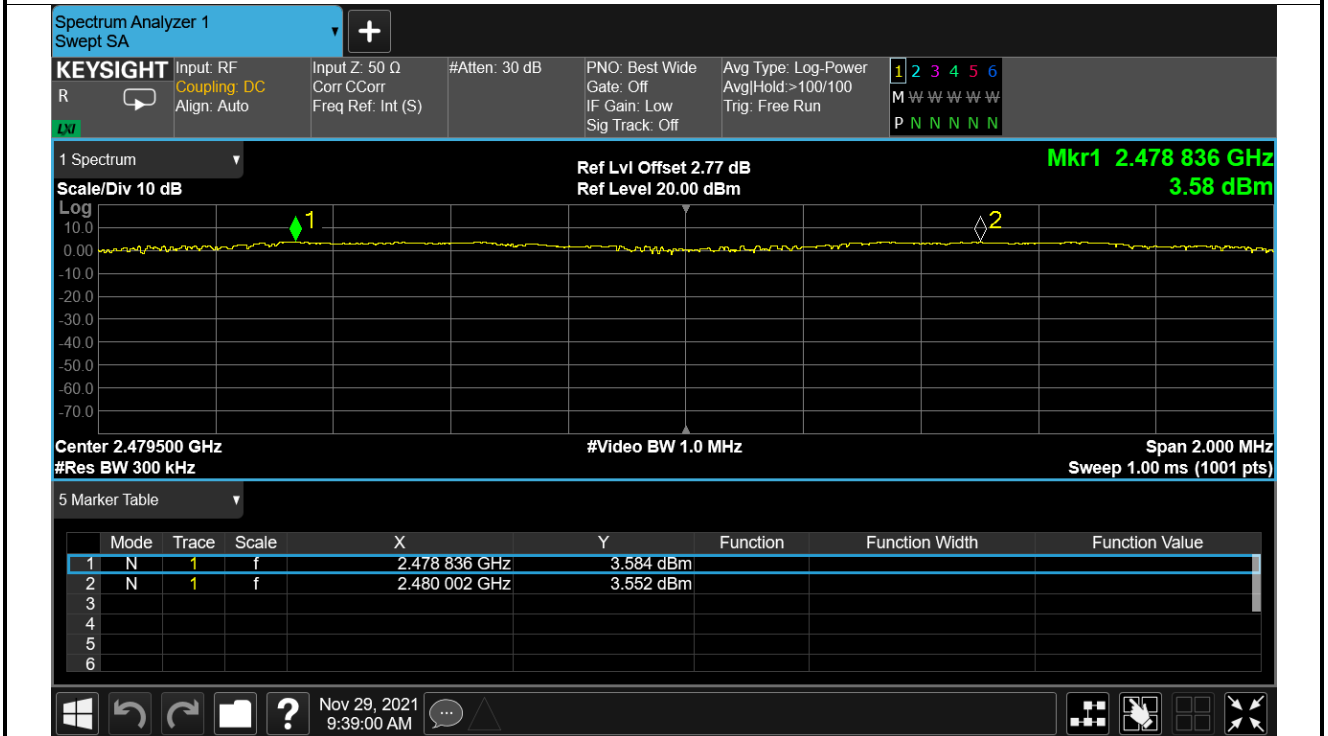 Spectrum Analyzer 1
Swept SA
+
KEYSIGHT Input: RF Input Z: 50 Ω #Atten: 30 dB PNO: Best Wide Avg Type: Log-Power 1 2 3 4 5 6
R Coupling: DC Corr CCorr Gate: Off Avg|Hold:>100/100 M W W W W W
Align: Auto Freq Ref: Int (S) IF Gain: Low Trig: Free Run
LXI Sig Track: Off P N N N N N
1 Spectrum Ref Lvl Offset 2.77 dB Mkr1 2.478 836 GHz
Scale/Div 10 dB Ref Level 20.00 dBm 3.58 dBm
Log
1 2
10.0
0.00
-10.0
-20.0
-30.0
-40.0
-50.0
-60.0
-70.0
Center 2.479500 GHz #Video BW 1.0 MHz Span 2.000 MHz
#Res BW 300 kHz Sweep 1.00 ms (1001 pts)
5 Marker Table
Mode Trace Scale X Y Function Function Width Function Value
1 N 1 f 2.478 836 GHz 3.584 dBm
2 N 1 f 2.480 002 GHz 3.552 dBm
3
4
5
6
? Nov 29, 2021
9:39:00 AM